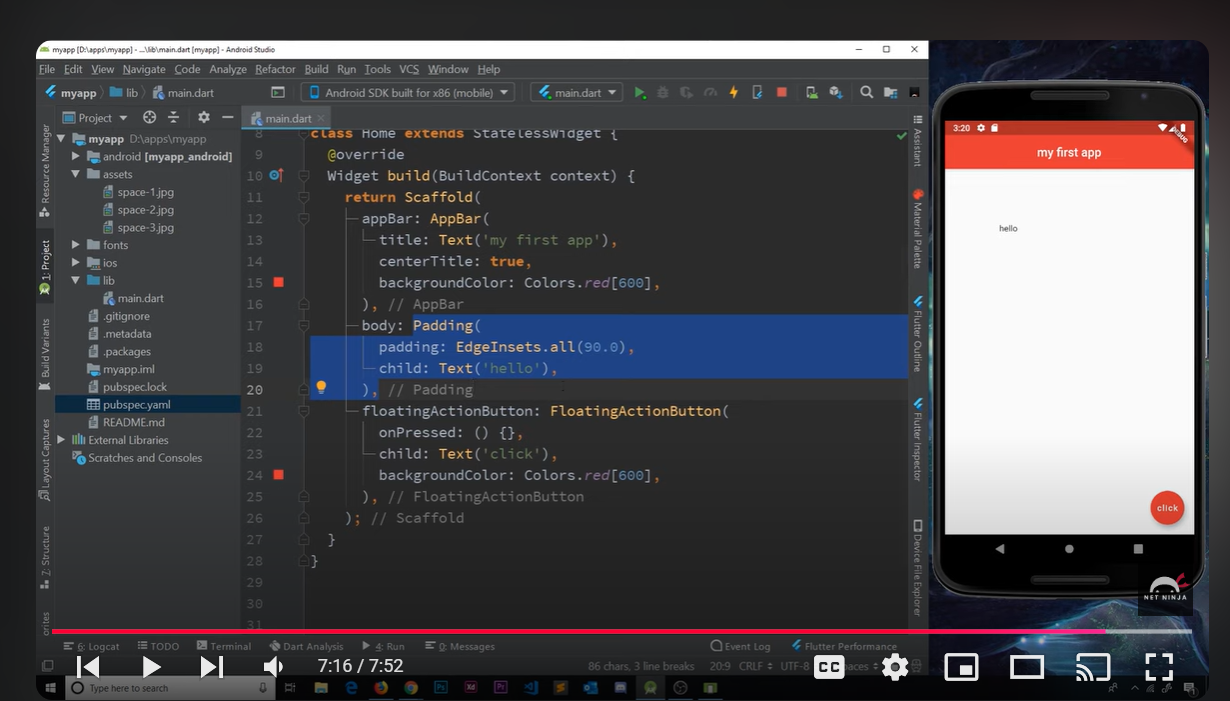 myapp [D:\apps\myapp] - ...\lib\main.dart [myapp] - Android Studio
File Edit View Navigate Code Analyze Refactor Build Run Tools VCS Window Help
myapp lib main.dart Android SDK built for x86 (mobile) main.dart
Project main.dart
Resource Manager
1: Project
Build Variants
Layout Captures
7: Structure
myapp D:\apps\myapp
android [myapp_android]
assets
space-1.jpg
space-2.jpg
space-3.jpg
fonts
ios
lib
main.dart
.gitignore
.metadata
.packages
myapp.iml
pubspec.lock
pubspec.yaml
README.md
External Libraries
Scratches and Consoles
8 class Home extends StatelessWidget {
9 @override
10 Widget build(BuildContext context) {
11 return Scaffold(
12 appBar: AppBar(
13 title: Text('my first app'),
14 centerTitle: true,
15 backgroundColor: Colors.red[600],
16 ), // AppBar
17 body: Padding(
18 padding: EdgeInsets.all(90.0),
19 child: Text('hello'),
20 ), // Padding
21 floatingActionButton: FloatingActionButton(
22 onPressed: () {},
23 child: Text('click'),
24 backgroundColor: Colors.red[600],
25 ), // FloatingActionButton
26 ); // Scaffold
27 }
28 }
29
30
31
Assistant
Material Palette
Flutter Outline
Flutter Inspector
Device File Explorer
3:20
DEBUG
my first app
hello
click
NET NINJA
6: Logcat TODO Terminal Dart Analysis 4: Run 0: Messages Event Log Flutter Performance
7:16 / 7:52
86 chars, 3 line breaks 20:9 CRLF UTF-8
CC
Type here to search